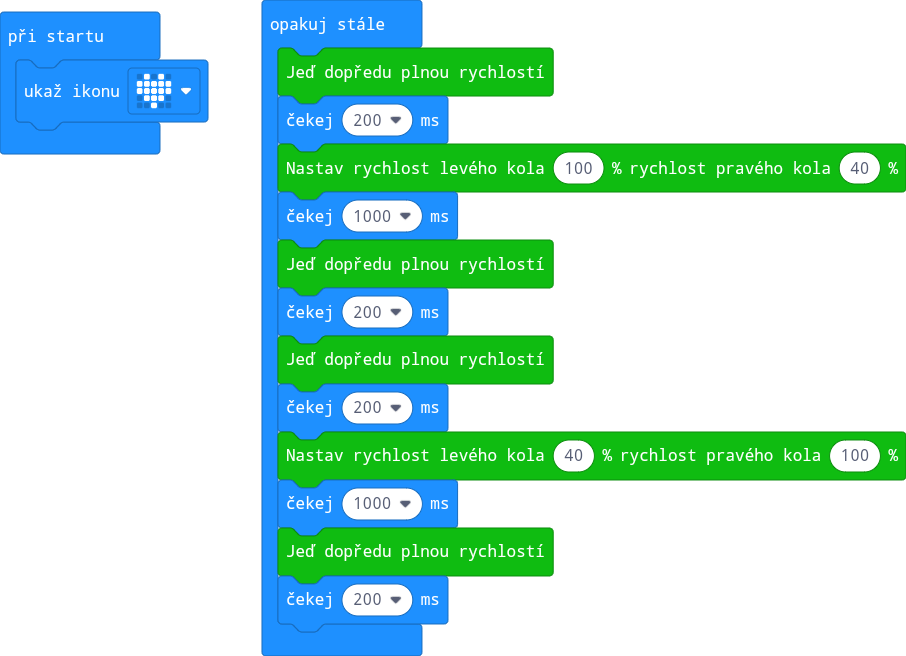 při startu
ukaž ikonu
opakuj stále
Jeď dopředu plnou rychlostí
čekej 200 ms
Nastav rychlost levého kola 100 % rychlost pravého kola 40 %
čekej 1000 ms
Jeď dopředu plnou rychlostí
čekej 200 ms
Jeď dopředu plnou rychlostí
čekej 200 ms
Nastav rychlost levého kola 40 % rychlost pravého kola 100 %
čekej 1000 ms
Jeď dopředu plnou rychlostí
čekej 200 ms